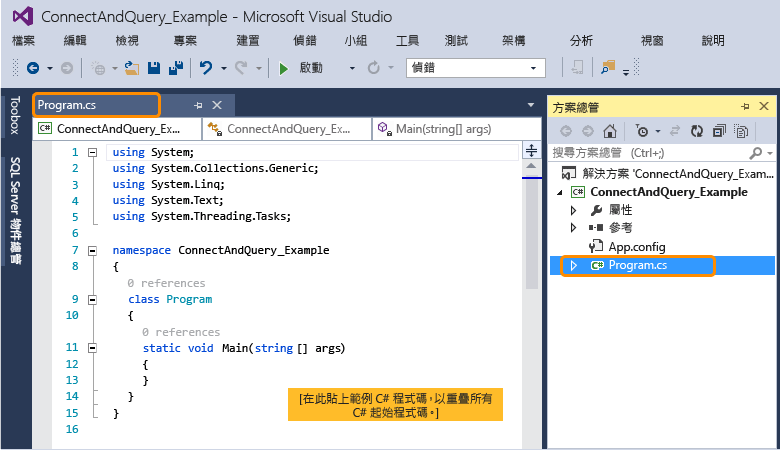 ConnectAndQuery_Example - Microsoft Visual Studio
檔案 編輯 檢視 專案 建置 偵錯 小組 工具 測試 架構 分析 視窗 說明
啟動 偵錯
Toolbox
SQL Server 物件總管
Program.cs
ConnectAndQuery_Ex... ConnectAndQuery_Ex... Main(string[] args)
1 using System;
2 using System.Collections.Generic;
3 using System.Linq;
4 using System.Text;
5 using System.Threading.Tasks;
6
7 namespace ConnectAndQuery_Example
8 {
0 references
9 class Program
10 {
0 references
11 static void Main(string[] args)
12 {
13 }
14 }
15 }
16
[在此貼上範例 C# 程式碼，以重疊所有
C# 起始程式碼。]
方案總管
搜尋方案總管 (Ctrl+;)
解決方案 'ConnectAndQuery_Exam...
C# ConnectAndQuery_Example
屬性
參考
App.config
C# Program.cs